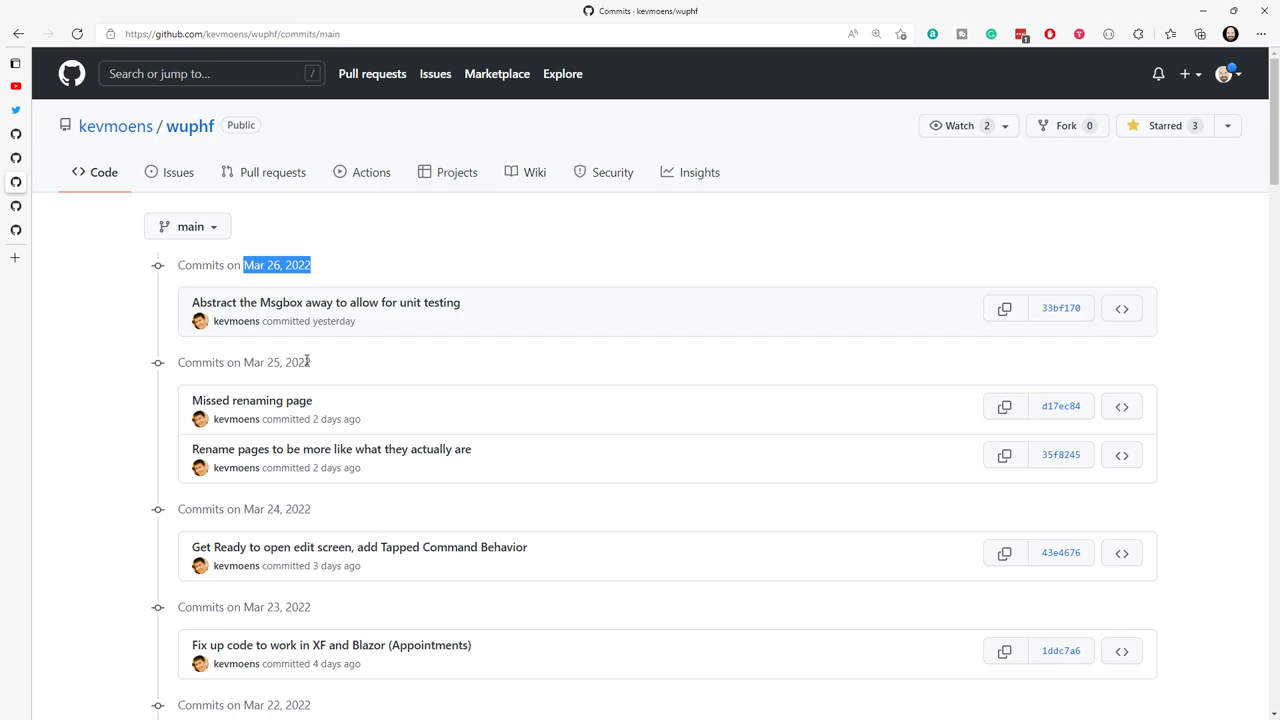 Commits · kevmoens/wuphf
https://github.com/kevmoens/wuphf/commits/main
1
Search or jump to...
/
Pull requests
Issues
Marketplace
Explore
kevmoens / wuphf
Public
Watch 2
Fork 0
Starred 3
Code
Issues
Pull requests
Actions
Projects
Wiki
Security
Insights
main
Commits on Mar 26, 2022
Abstract the Msgbox away to allow for unit testing
33bf170
kevmoens committed yesterday
Commits on Mar 25, 2022
Missed renaming page
d17ec84
kevmoens committed 2 days ago
Rename pages to be more like what they actually are
35f8245
kevmoens committed 2 days ago
Commits on Mar 24, 2022
Get Ready to open edit screen, add Tapped Command Behavior
43e4676
kevmoens committed 3 days ago
Commits on Mar 23, 2022
Fix up code to work in XF and Blazor (Appointments)
1ddc7a6
kevmoens committed 4 days ago
Commits on Mar 22, 2022